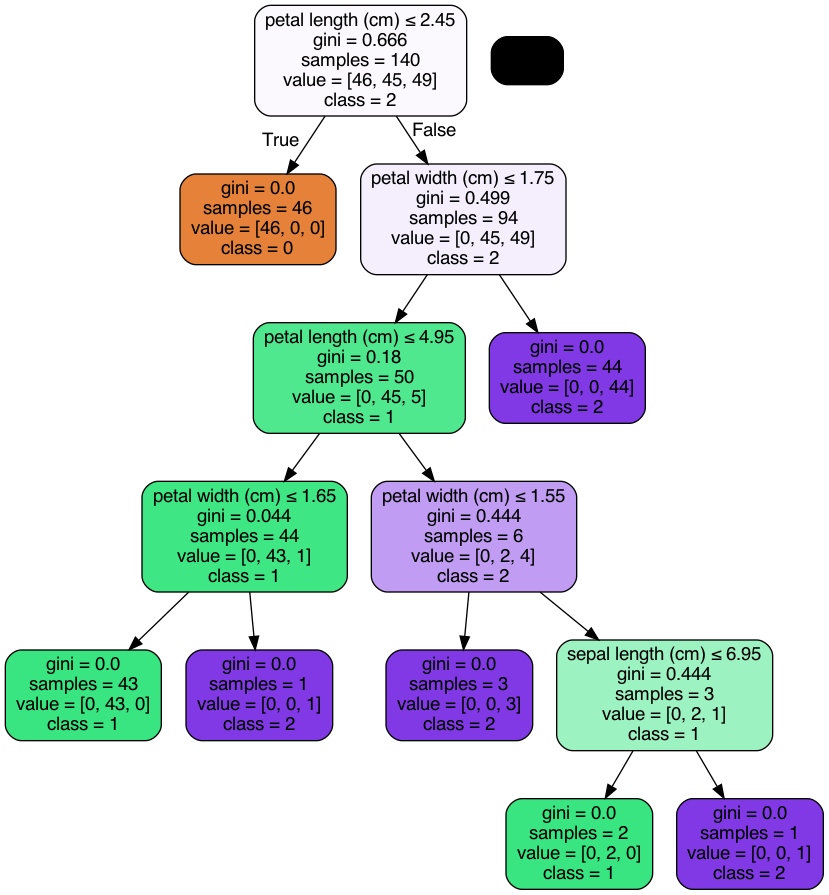 petal length (cm) ≤ 2.45
gini = 0.666
samples = 140
value = [46, 45, 49]
class = 2
True
False
gini = 0.0
samples = 46
value = [46, 0, 0]
class = 0
petal width (cm) ≤ 1.75
gini = 0.499
samples = 94
value = [0, 45, 49]
class = 2
petal length (cm) ≤ 4.95
gini = 0.18
samples = 50
value = [0, 45, 5]
class = 1
gini = 0.0
samples = 44
value = [0, 0, 44]
class = 2
petal width (cm) ≤ 1.65
gini = 0.044
samples = 44
value = [0, 43, 1]
class = 1
petal width (cm) ≤ 1.55
gini = 0.444
samples = 6
value = [0, 2, 4]
class = 2
gini = 0.0
samples = 43
value = [0, 43, 0]
class = 1
gini = 0.0
samples = 1
value = [0, 0, 1]
class = 2
gini = 0.0
samples = 3
value = [0, 0, 3]
class = 2
sepal length (cm) ≤ 6.95
gini = 0.444
samples = 3
value = [0, 2, 1]
class = 1
gini = 0.0
samples = 2
value = [0, 2, 0]
class = 1
gini = 0.0
samples = 1
value = [0, 0, 1]
class = 2